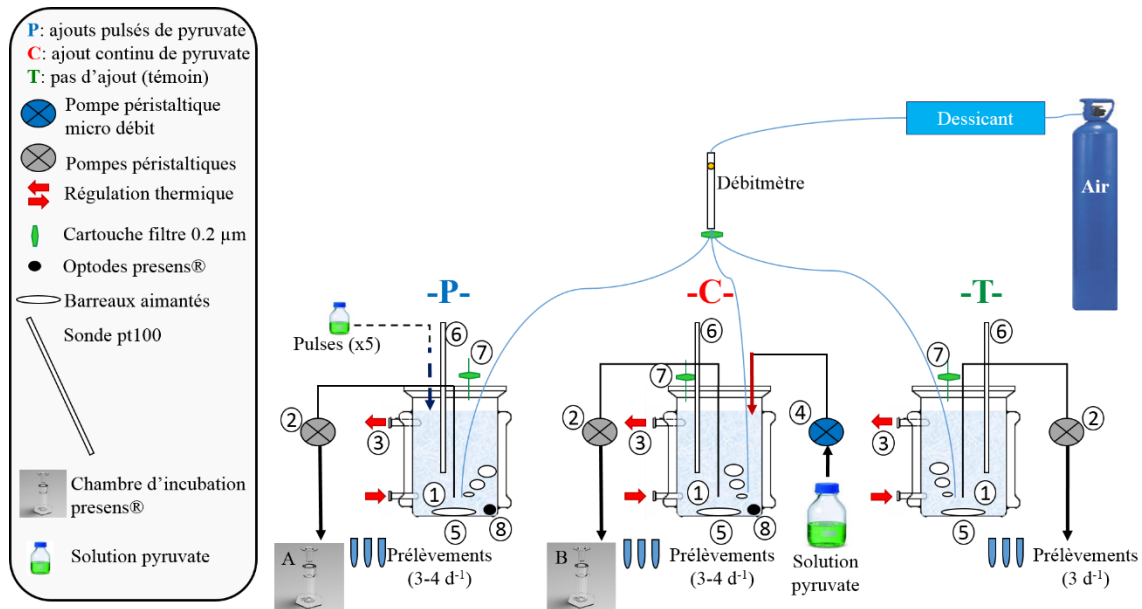 P: ajouts pulsés de pyruvate
C: ajout continu de pyruvate
T: pas d'ajout (témoin)
Pompe péristaltique
micro débit
Pompes péristaltiques
Régulation thermique
Cartouche filtre 0.2 µm
Optodes presens®
Barreaux aimantés
Sonde pt100
Chambre d'incubation
presens®
Solution pyruvate
Dessicant
Air
Débitmètre
-P-
-C-
-T-
Pulses (x5)
6
7
2
3
1
5
8
A
Prélèvements
(3-4 d-1)
6
7
2
3
4
1
5
8
B
Prélèvements
(3-4 d-1)
Solution
pyruvate
7
6
3
2
1
5
Prélèvements
(3 d-1)